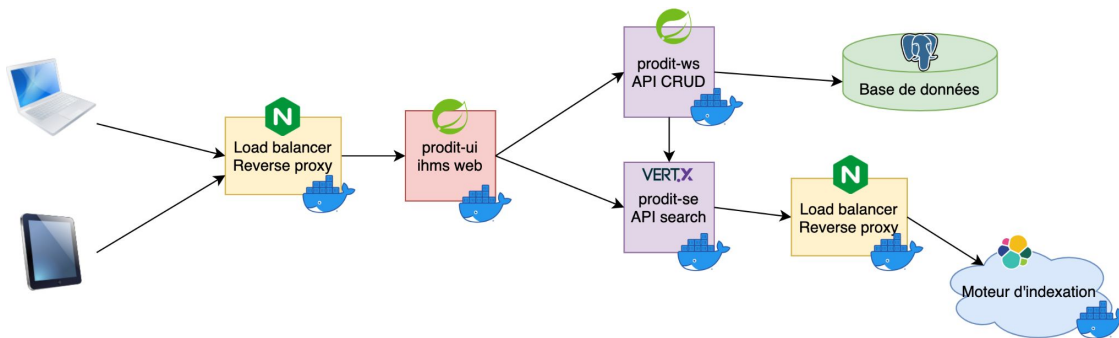 N
Load balancer
Reverse proxy
prodit-ui
ihms web
prodit-ws
API CRUD
Base de données
VERT.X
prodit-se
API search
N
Load balancer
Reverse proxy
Moteur d'indexation